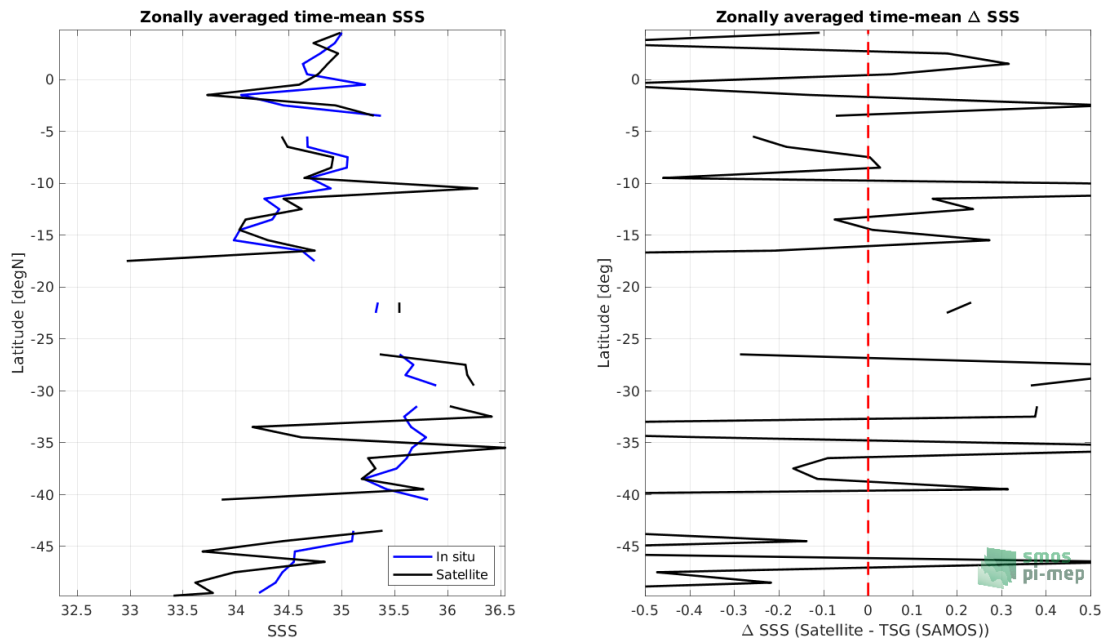 Zonally averaged time-mean SSS
0
-5
-10
-15
-20
-25
-30
-35
-40
-45
Latitude [degN]
32.5 33 33.5 34 34.5 35 35.5 36 36.5
SSS
In situ
Satellite
Zonally averaged time-mean Δ SSS
0
-5
-10
-15
-20
-25
-30
-35
-40
-45
Latitude [deg]
-0.5 -0.4 -0.3 -0.2 -0.1 0 0.1 0.2 0.3 0.4 0.5
Δ SSS (Satellite - TSG (SAMOS))
smos
pi-mep